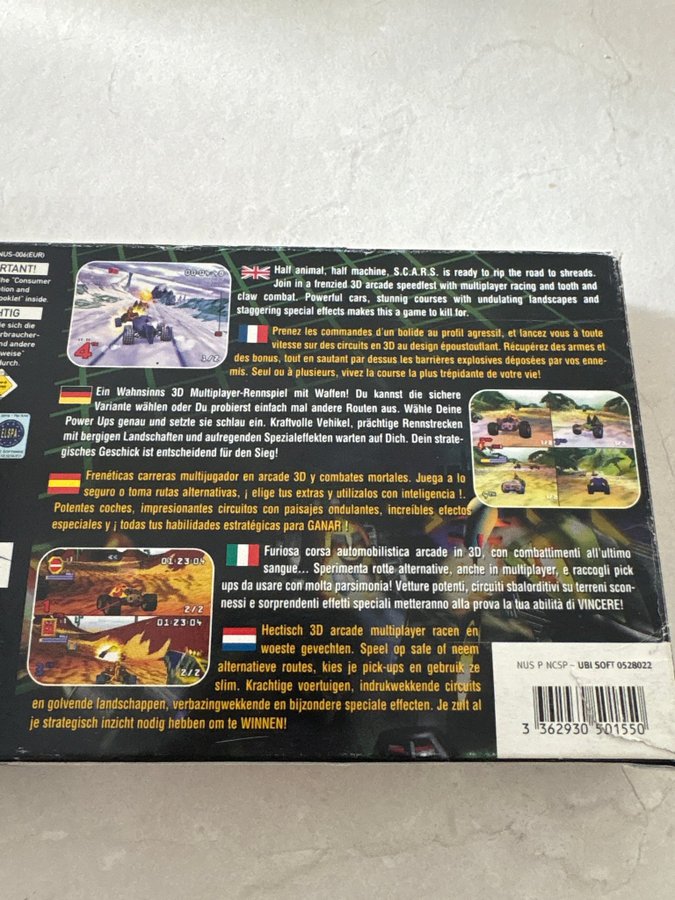 NUS-006(EUR)
RTANT!
he "Consumer
tion and
ooklet" inside.
HTIG
le sich die
rbraucher-
nd andere
weise"
durch.
ELSPA
00:04:40
4
1/2
Half animal, half machine, S.C.A.R.S. is ready to rip the road to shreds.
Join in a frenzied 3D arcade speedfest with multiplayer racing and tooth and
claw combat. Powerful cars, stunning courses with undulating landscapes and
staggering special effects makes this a game to kill for.
Prenez les commandes d'un bolide au profil agressif, et lancez vous à toute
vitesse sur des circuits en 3D au design époustouflant. Récupérez des armes et
des bonus, tout en sautant par dessus les barrières explosives déposées par vos enne-
mis. Seul ou à plusieurs, vivez la course la plus trépidante de votre vie!
Ein Wahnsinns 3D Multiplayer-Rennspiel mit Waffen! Du kannst die sichere
Variante wählen oder Du probierst einfach mal andere Routen aus. Wähle Deine
Power Ups genau und setzte sie schlau ein. Kraftvolle Vehikel, prächtige Rennstrecken
mit bergigen Landschaften und aufregenden Spezialeffekten warten auf Dich. Dein strate-
gisches Geschick ist entscheidend für den Sieg!
Frenéticas carreras multijugador en arcade 3D y combates mortales. Juega a lo
seguro o toma rutas alternativas, ¡ elige tus extras y utilízalos con inteligencia !.
Potentes coches, impresionantes circuitos con paisajes ondulantes, increíbles efectos
especiales y ¡ todas tus habilidades estratégicas para GANAR !
01:23:04
1
2/2
01:23:04
2/2
Furiosa corsa automobilistica arcade in 3D, con combattimenti all'ultimo
sangue... Sperimenta rotte alternative, anche in multiplayer, e raccogli pick
ups da usare con molta parsimonia! Vetture potenti, circuiti sbalorditivi su terreni scon-
nessi e sorprendenti effetti speciali metteranno alla prova la tua abilità di VINCERE!
Hectisch 3D arcade multiplayer racen en
woeste gevechten. Speel op safe of neem
alternatieve routes, kies je pick-ups en gebruik ze
slim. Krachtige voertuigen, indrukwekkende circuits
en golvende landschappen, verbazingwekkende en bijzondere speciale effecten. Je zult al
je strategisch inzicht nodig hebben om te WINNEN!
NUS P NCSP – UBI SOFT 0528022
3 362930 501550